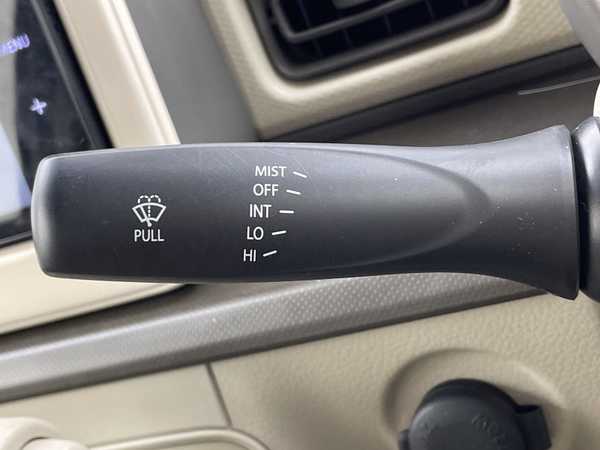 MENU
+
MIST
OFF
INT
LO
HI
PULL